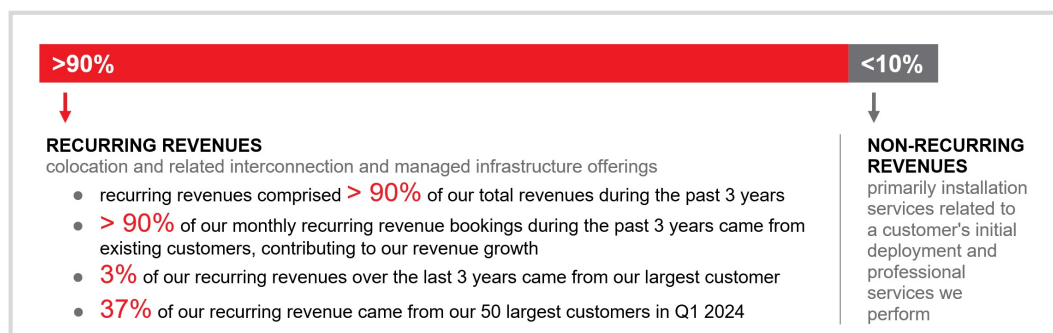 >90%
<10%
RECURRING REVENUES
colocation and related interconnection and managed infrastructure offerings
● recurring revenues comprised > 90% of our total revenues during the past 3 years
● > 90% of our monthly recurring revenue bookings during the past 3 years came from
existing customers, contributing to our revenue growth
● 3% of our recurring revenues over the last 3 years came from our largest customer
● 37% of our recurring revenue came from our 50 largest customers in Q1 2024
NON-RECURRING
REVENUES
primarily installation
services related to
a customer's initial
deployment and
professional
services we
perform